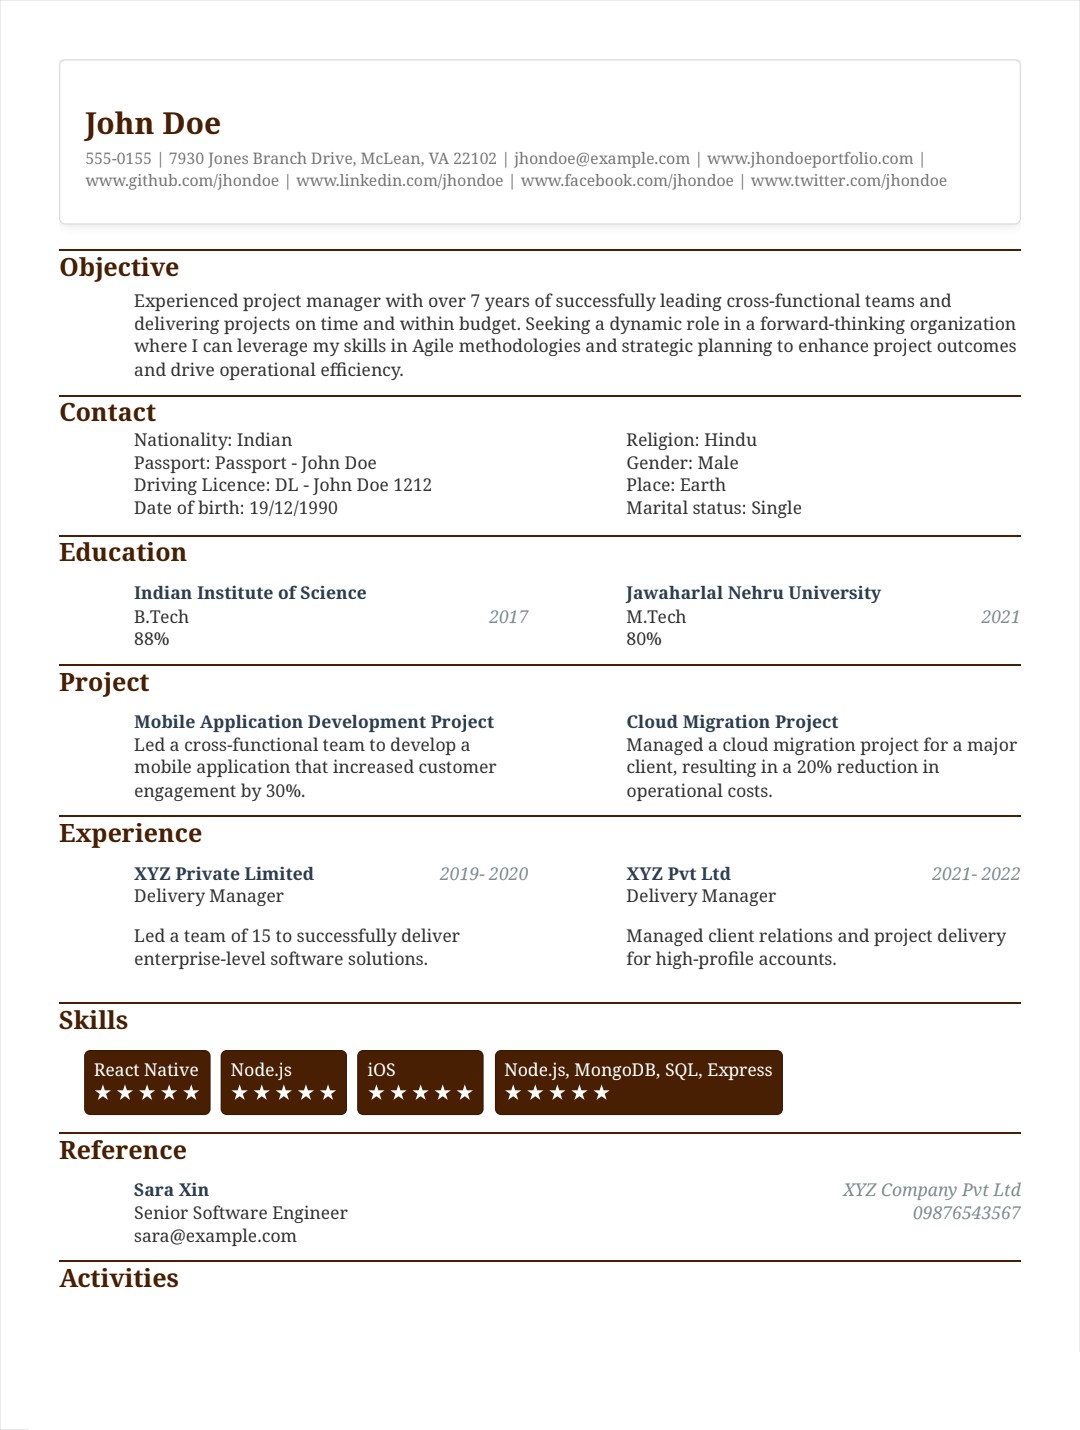 John Doe
555-0155 | 7930 Jones Branch Drive, McLean, VA 22102 | jhondoe@example.com | www.jhondoeportfolio.com |
www.github.com/jhondoe | www.linkedin.com/jhondoe | www.facebook.com/jhondoe | www.twitter.com/jhondoe
Objective
Experienced project manager with over 7 years of successfully leading cross-functional teams and
delivering projects on time and within budget. Seeking a dynamic role in a forward-thinking organization
where I can leverage my skills in Agile methodologies and strategic planning to enhance project outcomes
and drive operational efficiency.
Contact
Nationality: Indian
Passport: Passport - John Doe
Driving Licence: DL - John Doe 1212
Date of birth: 19/12/1990
Religion: Hindu
Gender: Male
Place: Earth
Marital status: Single
Education
Indian Institute of Science
B.Tech 2017
88%
Jawaharlal Nehru University
M.Tech 2021
80%
Project
Mobile Application Development Project
Led a cross-functional team to develop a
mobile application that increased customer
engagement by 30%.
Cloud Migration Project
Managed a cloud migration project for a major
client, resulting in a 20% reduction in
operational costs.
Experience
XYZ Private Limited 2019- 2020
Delivery Manager
Led a team of 15 to successfully deliver
enterprise-level software solutions.
XYZ Pvt Ltd 2021- 2022
Delivery Manager
Managed client relations and project delivery
for high-profile accounts.
Skills
React Native
★ ★ ★ ★ ★
Node.js
★ ★ ★ ★ ★
iOS
★ ★ ★ ★ ★
Node.js, MongoDB, SQL, Express
★ ★ ★ ★ ★
Reference
Sara Xin XYZ Company Pvt Ltd
Senior Software Engineer 09876543567
sara@example.com
Activities